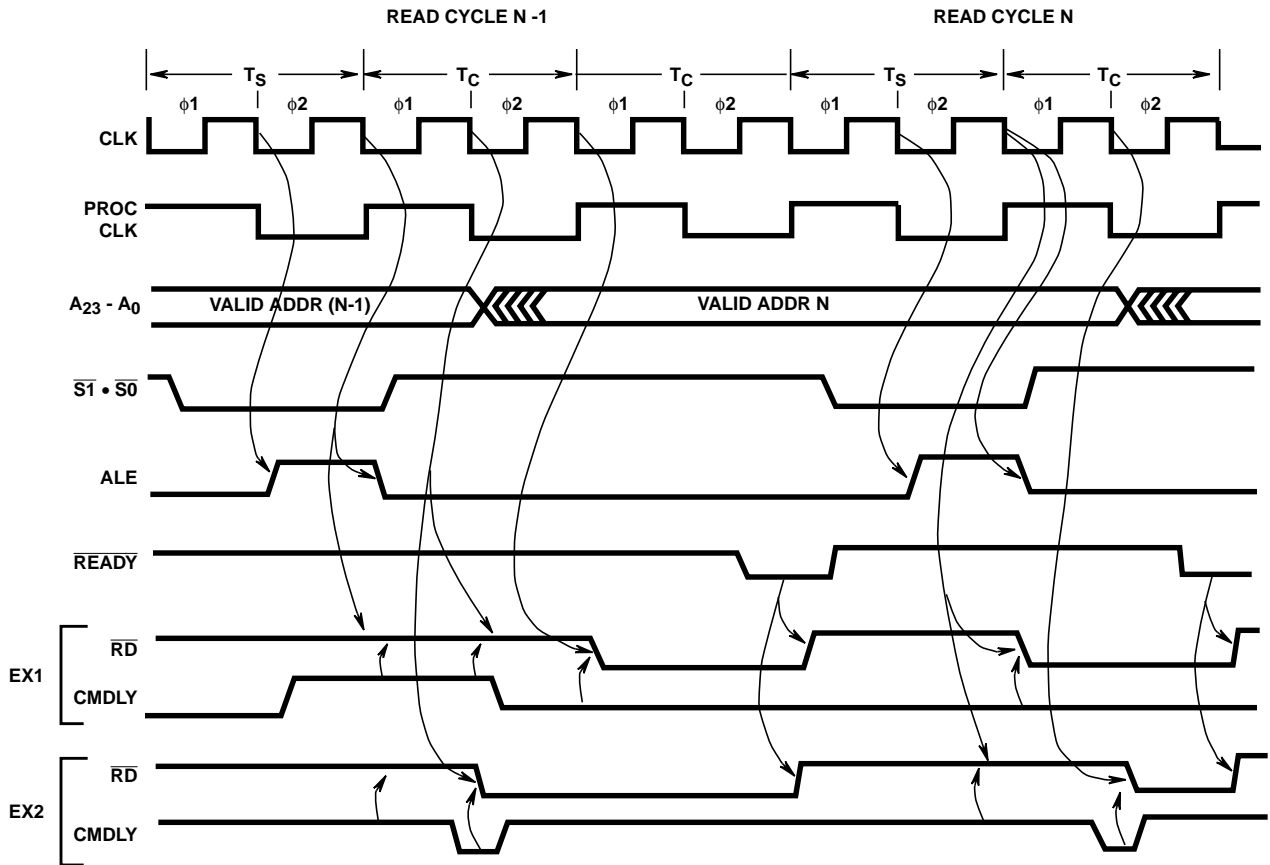 READ CYCLE N -1 READ CYCLE N
TS TC TC TS TC
ϕ1 ϕ2 ϕ1 ϕ2 ϕ1 ϕ2 ϕ1 ϕ2 ϕ1 ϕ2
CLK
PROC
CLK
A23 - A0 VALID ADDR (N-1) VALID ADDR N
S1 • S0
ALE
READY
EX1
RD
CMDLY
EX2
RD
CMDLY